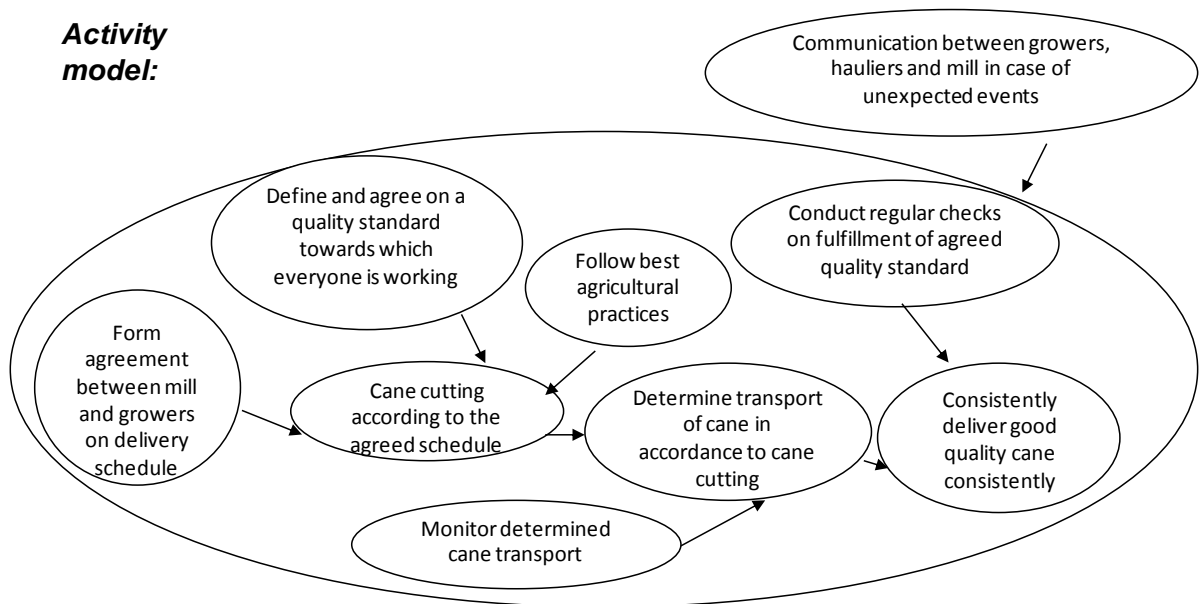 Activity
model:
Communication between growers,
hauliers and mill in case of
unexpected events
Define and agree on a
quality standard
towards which
everyone is working
Conduct regular checks
on fulfillment of agreed
quality standard
Follow best
agricultural
practices
Form
agreement
between mill
and growers
on delivery
schedule
Cane cutting
according to the
agreed schedule
Determine transport
of cane in
accordance to cane
cutting
Consistently
deliver good
quality cane
consistently
Monitor determined
cane transport